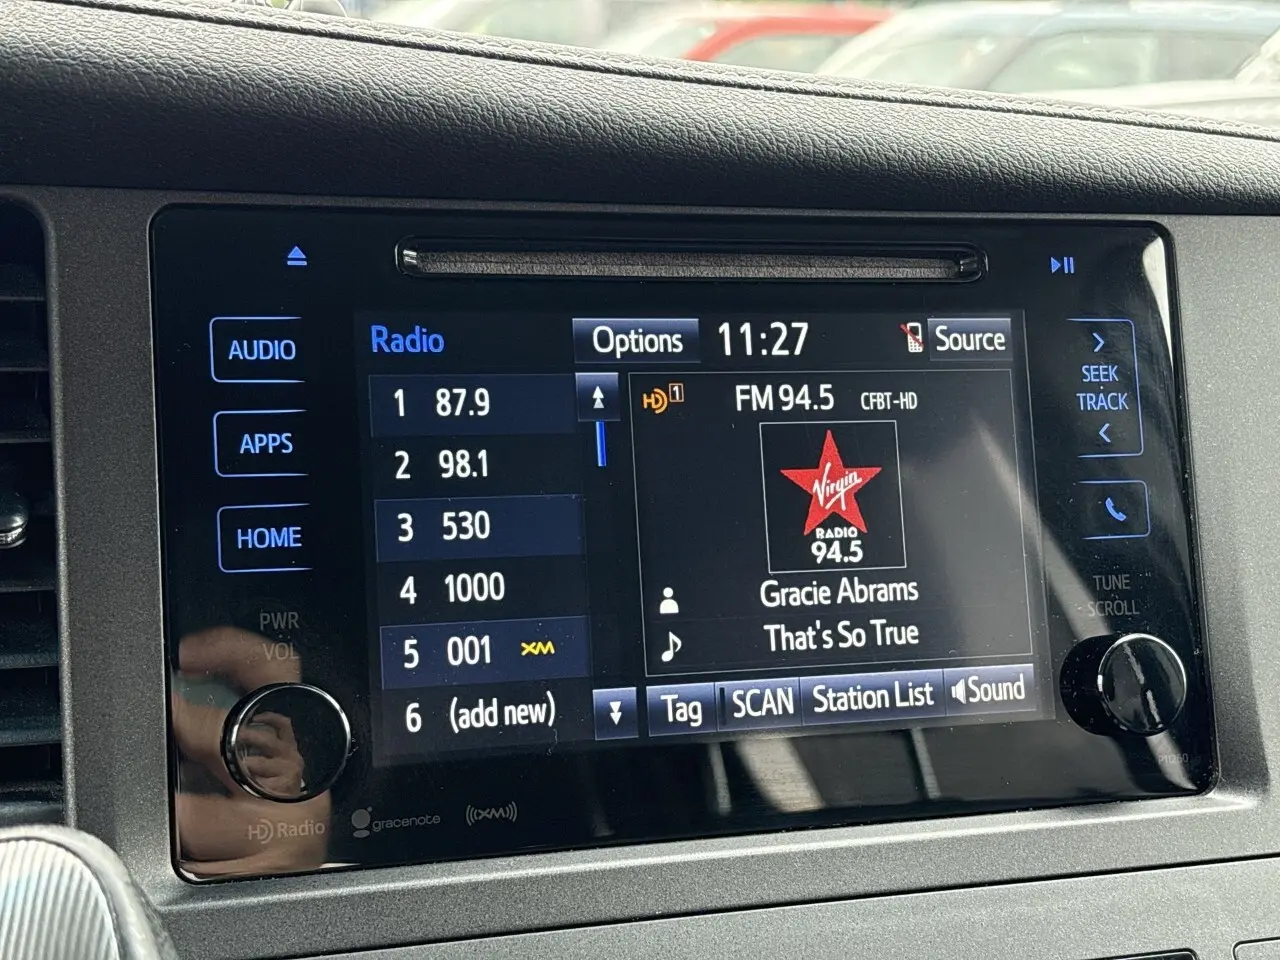 AUDIO
APPS
HOME
PWR
VOL
HD Radio
gracenote
((XM))
Radio
Options
11:27
Source
1 87.9
2 98.1
3 530
4 1000
5 001 XM
6 (add new)
HD 1
FM 94.5 CFBT-HD
Virgin
RADIO
94.5
Gracie Abrams
That's So True
Tag
SCAN
Station List
Sound
SEEK
TRACK
TUNE
SCROLL